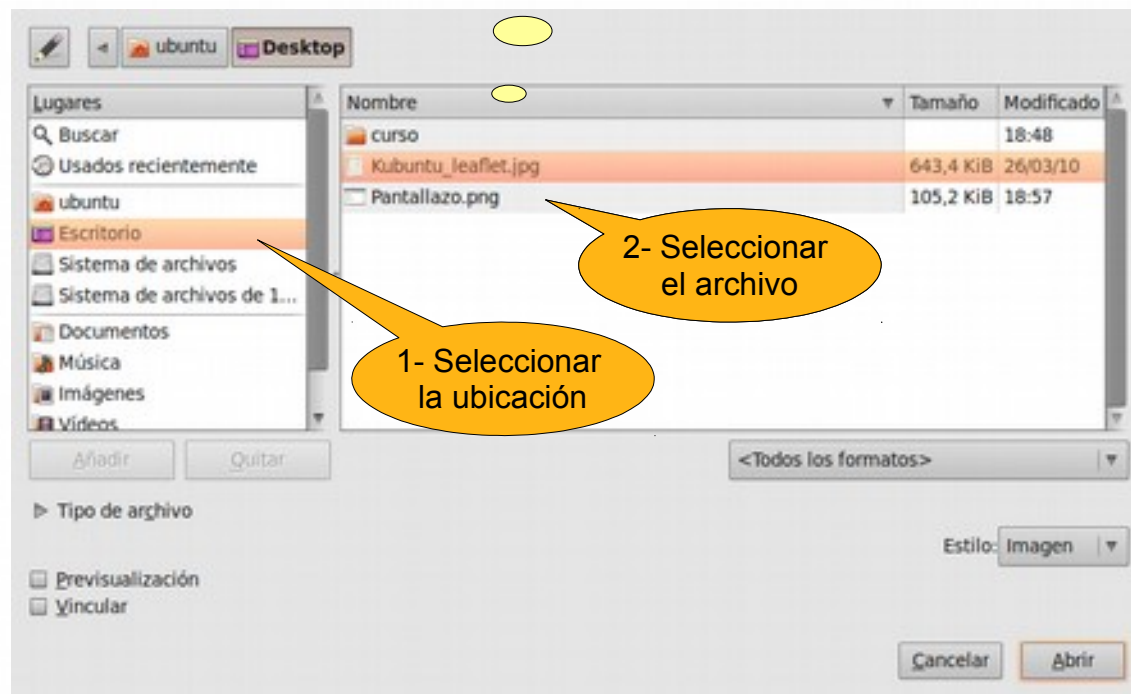 ubuntu Desktop
Lugares
Buscar
Usados recientemente
ubuntu
Escritorio
Sistema de archivos
Sistema de archivos de 1...
Documentos
Música
Imágenes
Vídeos
Nombre Tamaño Modificado
curso 18:48
Kubuntu_leaflet.jpg 643,4 KiB 26/03/10
Pantallazo.png 105,2 KiB 18:57
2- Seleccionar
el archivo
1- Seleccionar
la ubicación
Añadir Quitar
<Todos los formatos>
Tipo de archivo
Estilo: Imagen
Previsualización
Vincular
Cancelar Abrir